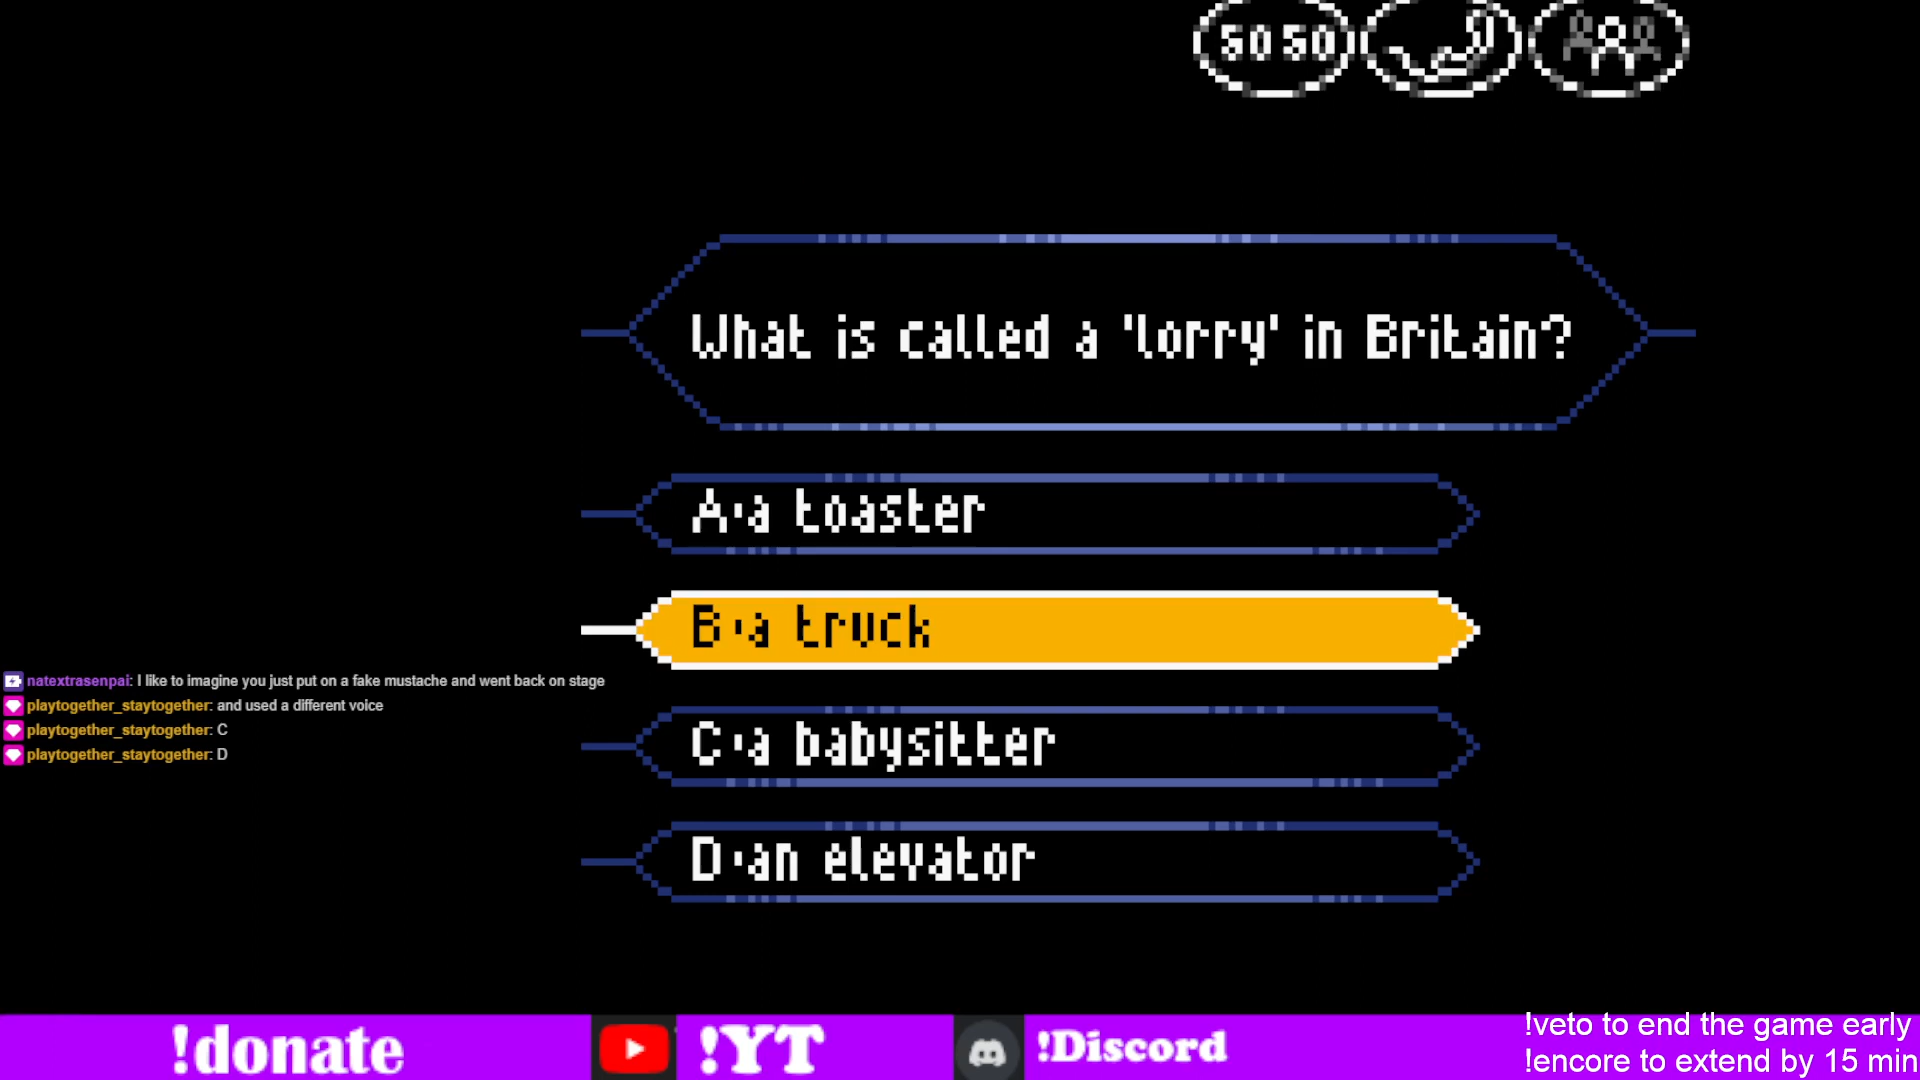 50 50
What is called a 'lorry' in Britain?
A·a toaster
B·a truck
natextrasenpai: I like to imagine you just put on a fake mustache and went back on stage
playtogether_staytogether: and used a different voice
playtogether_staytogether: C
playtogether_staytogether: D
C·a babysitter
D·an elevator
!donate
!YT
!Discord
!veto to end the game early
!encore to extend by 15 min